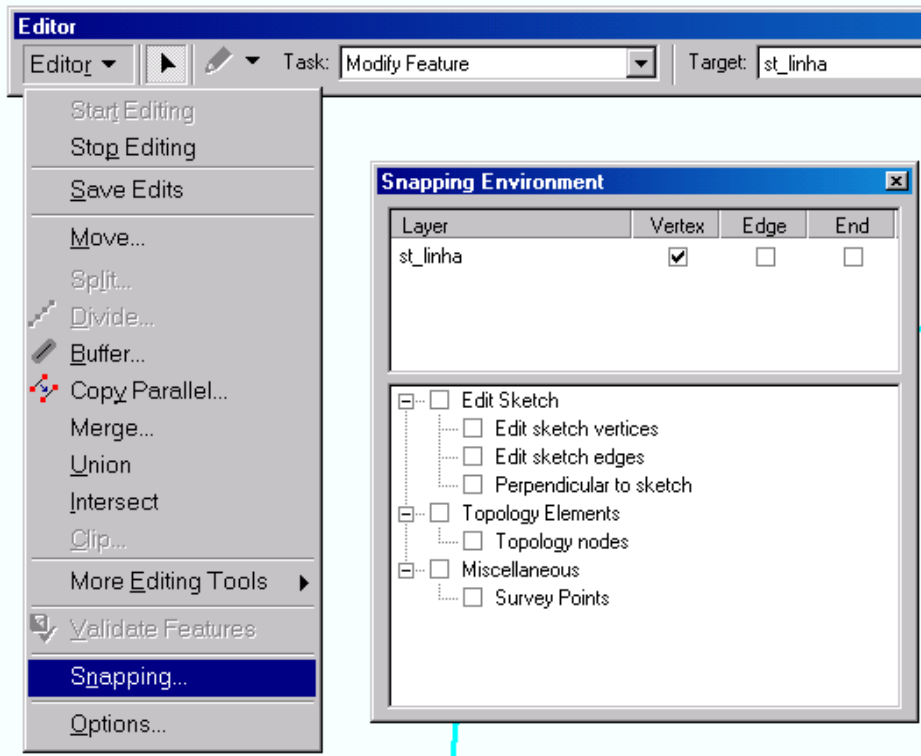 Editor
Editor Task: Modify Feature Target: st_linha
Start Editing
Stop Editing
Save Edits
Move...
Split...
Divide...
Buffer...
Copy Parallel...
Merge...
Union
Intersect
Clip...
More Editing Tools
Validate Features
Snapping...
Options...
Snapping Environment
Layer Vertex Edge End
st_linha
Edit Sketch
Edit sketch vertices
Edit sketch edges
Perpendicular to sketch
Topology Elements
Topology nodes
Miscellaneous
Survey Points